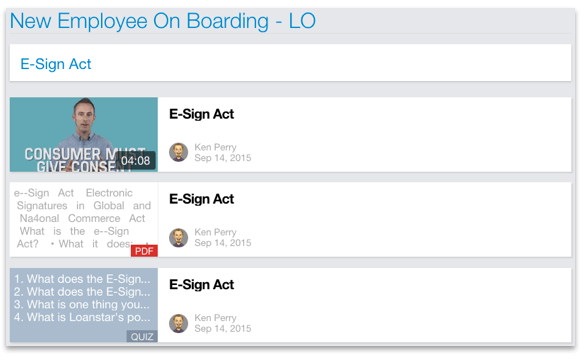 New Employee On Boarding - LO
E-Sign Act
CONSUMER MUST
GIVE CONSENT
04:08
E-Sign Act
Ken Perry
Sep 14, 2015
e--Sign Act Electronic
Signatures in Global and
Na4onal Commerce Act
What is the e--Sign
Act? • What it does:
PDF
E-Sign Act
Ken Perry
Sep 14, 2015
1. What does the E-Sign...
2. What does the E-Sign...
3. What is one thing you...
4. What is Loanstar's po...
QUIZ
E-Sign Act
Ken Perry
Sep 14, 2015